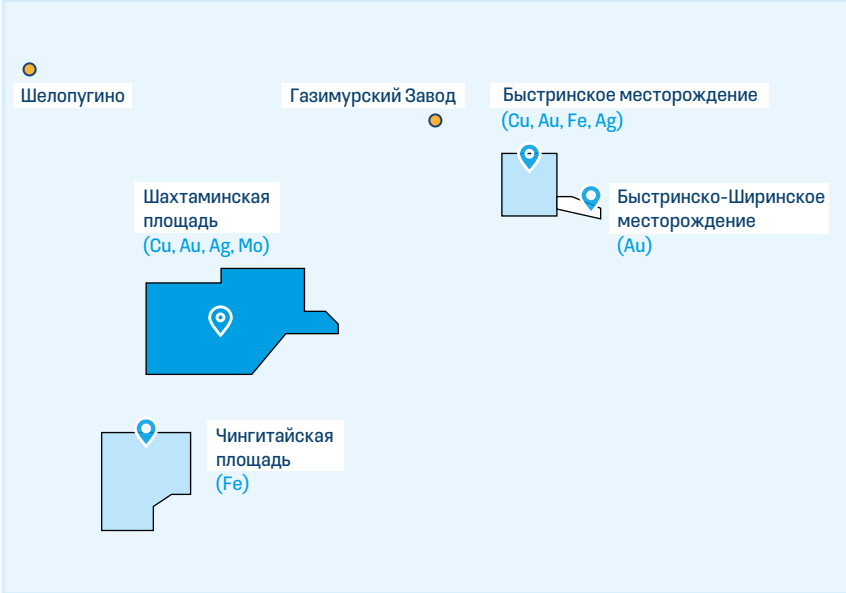 Шелопугино
Газимурский Завод
Быстринское месторождение
(Cu, Au, Fe, Ag)
Шахтаминская
площадь
(Cu, Au, Ag, Mo)
Быстринско-Ширинское
месторождение
(Au)
Чингитайская
площадь
(Fe)